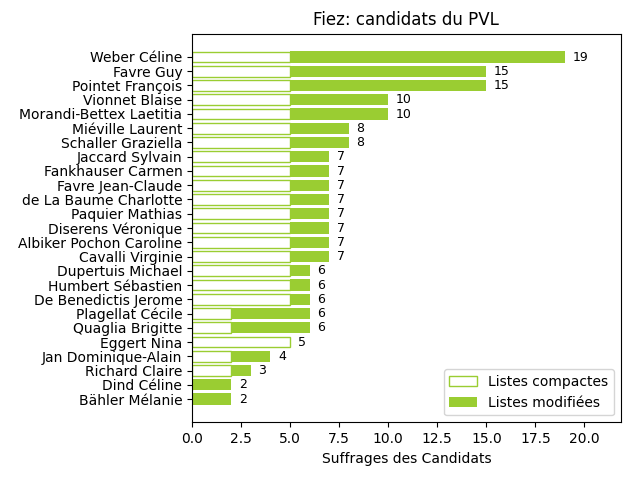 Fiez: candidats du PVL
Weber Céline 19
Favre Guy 15
Pointet François 15
Vionnet Blaise 10
Morandi-Bettex Laetitia 10
Miéville Laurent 8
Schaller Graziella 8
Jaccard Sylvain 7
Fankhauser Carmen 7
Favre Jean-Claude 7
de La Baume Charlotte 7
Paquier Mathias 7
Diserens Véronique 7
Albiker Pochon Caroline 7
Cavalli Virginie 7
Dupertuis Michael 6
Humbert Sébastien 6
De Benedictis Jerome 6
Plagellat Cécile 6
Quaglia Brigitte 6
Eggert Nina 5
Jan Dominique-Alain 4
Richard Claire 3
Dind Céline 2
Bähler Mélanie 2
Listes compactes
Listes modifiées
0.0 2.5 5.0 7.5 10.0 12.5 15.0 17.5 20.0
Suffrages des Candidats